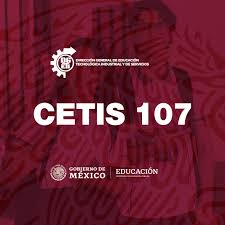 DIRECCIÓN GENERAL DE EDUCACIÓN
TECNOLÓGICA INDUSTRIAL Y DE SERVICIOS
CETIS 107
GOBIERNO DE
MÉXICO
EDUCACIÓN